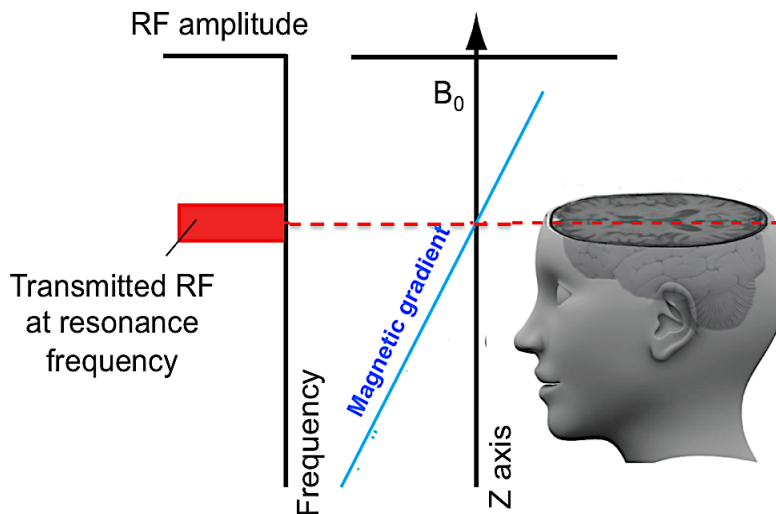 RF amplitude
B0
Transmitted RF
at resonance
frequency
Frequency
Magnetic gradient
Z axis